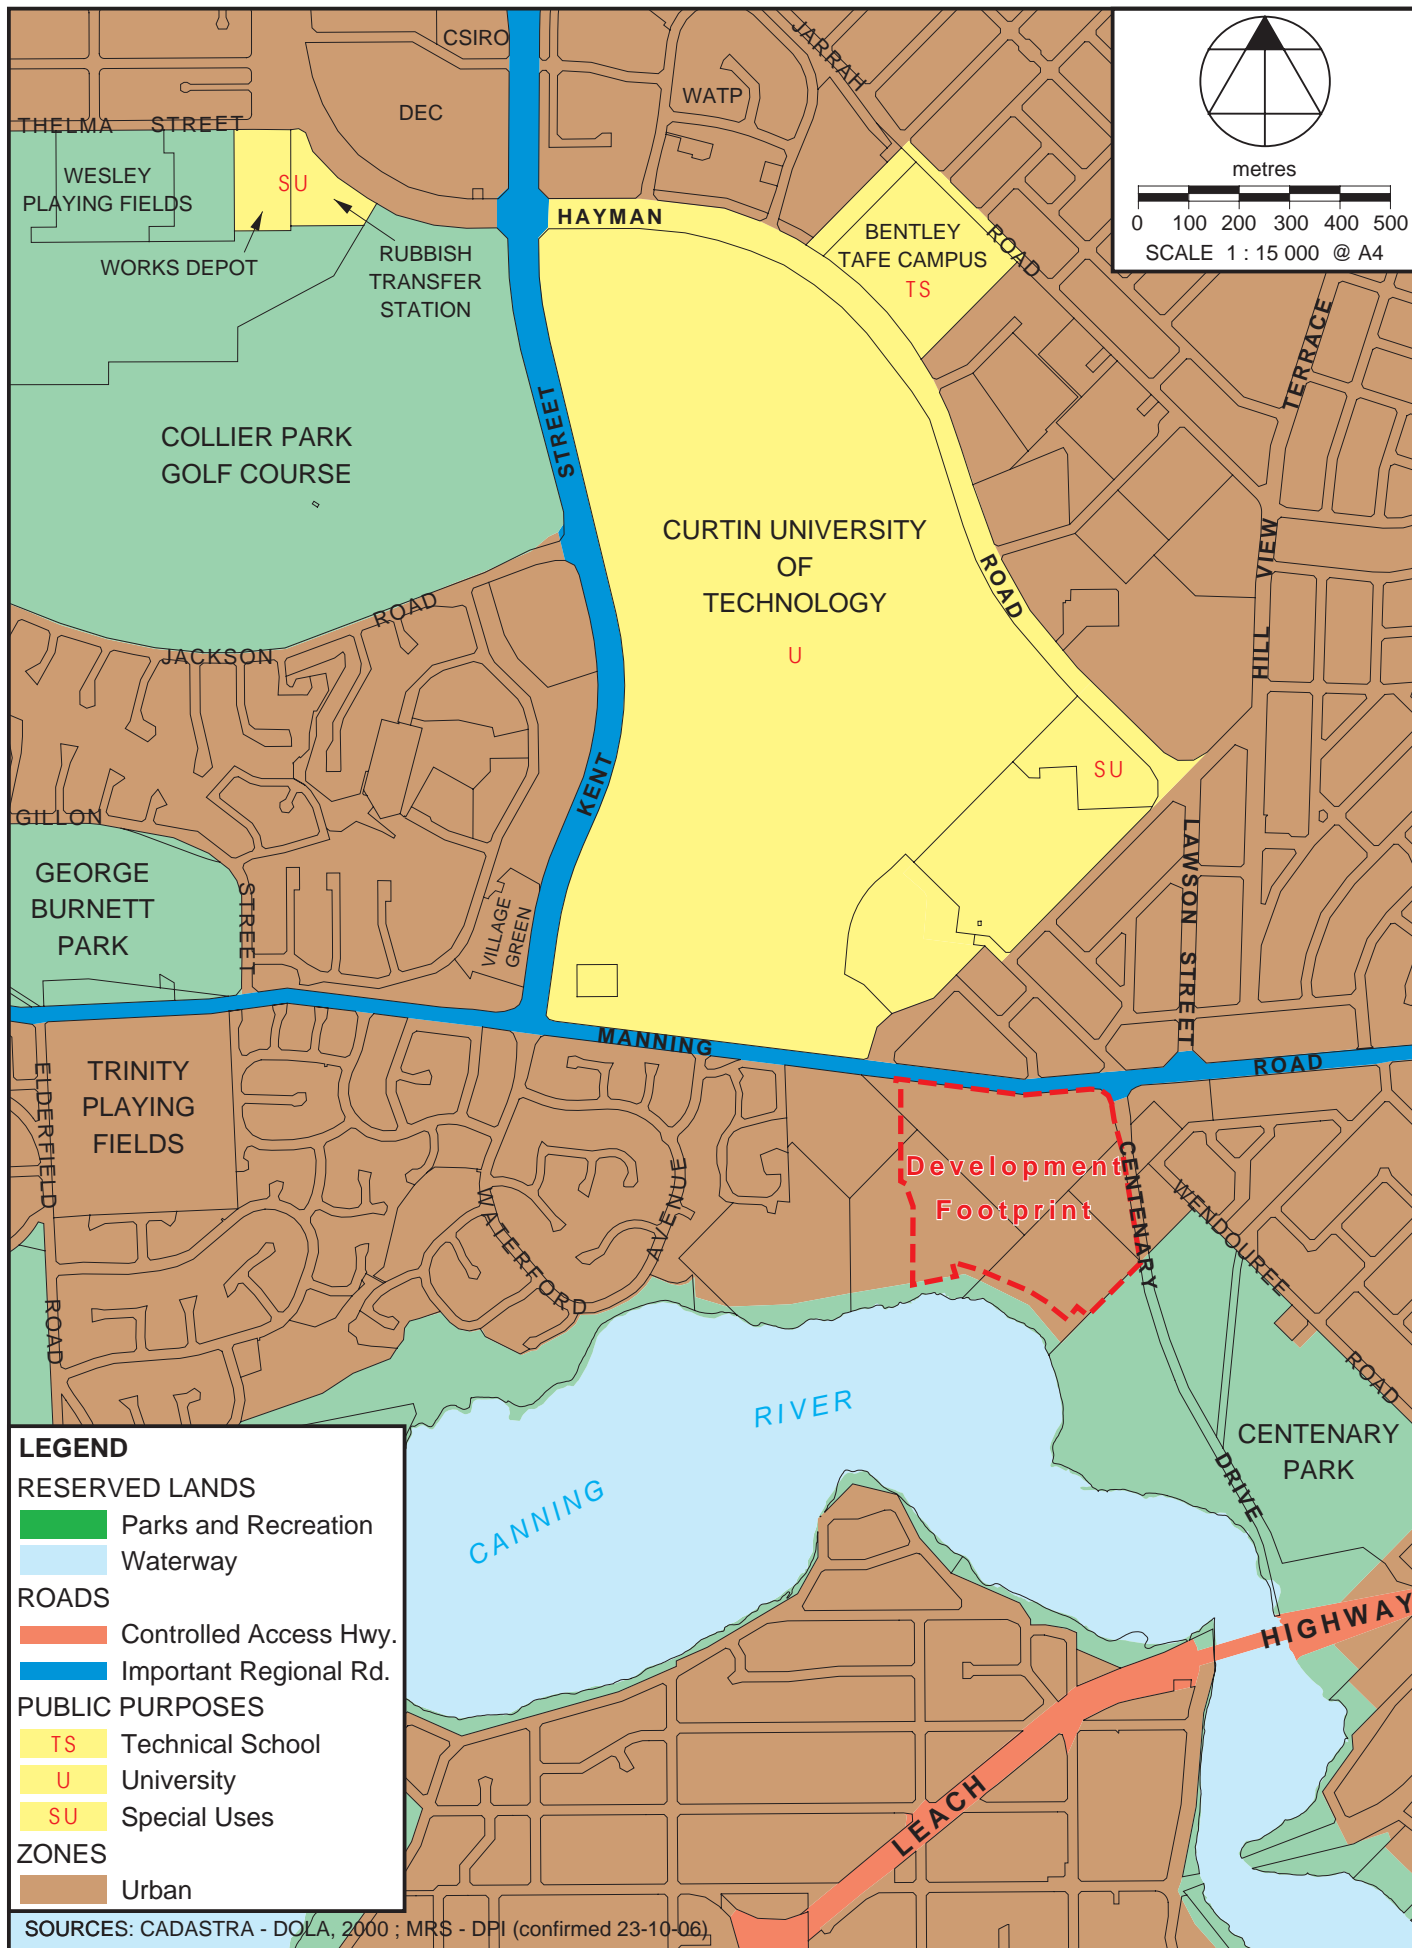 CSIRO
DEC
WATP
JARRAH
ROAD
metres
0 100 200 300 400 500
SCALE 1 : 15 000 @ A4
THELMA STREET
WESLEY
PLAYING FIELDS
SU
WORKS DEPOT
RUBBISH
TRANSFER
STATION
HAYMAN
ROAD
BENTLEY
TAFE CAMPUS
TS
HILL VIEW TERRACE
COLLIER PARK
GOLF COURSE
KENT STREET
CURTIN UNIVERSITY
OF
TECHNOLOGY
U
JACKSON ROAD
SU
GILLON
STREET
GEORGE
BURNETT
PARK
VILLAGE
GREEN
LAWSON STREET
MANNING ROAD
TRINITY
PLAYING
FIELDS
ELDERFIELD
ROAD
WATERFORD
AVENUE
Development
Footprint
CENTENARY
DRIVE
WENDOUREE
ROAD
CANNING RIVER
CENTENARY
PARK
LEACH HIGHWAY
LEGEND
RESERVED LANDS
Parks and Recreation
Waterway
ROADS
Controlled Access Hwy.
Important Regional Rd.
PUBLIC PURPOSES
TS Technical School
U University
SU Special Uses
ZONES
Urban
SOURCES: CADASTRA - DOLA, 2000 ; MRS - DPI (confirmed 23-10-06)